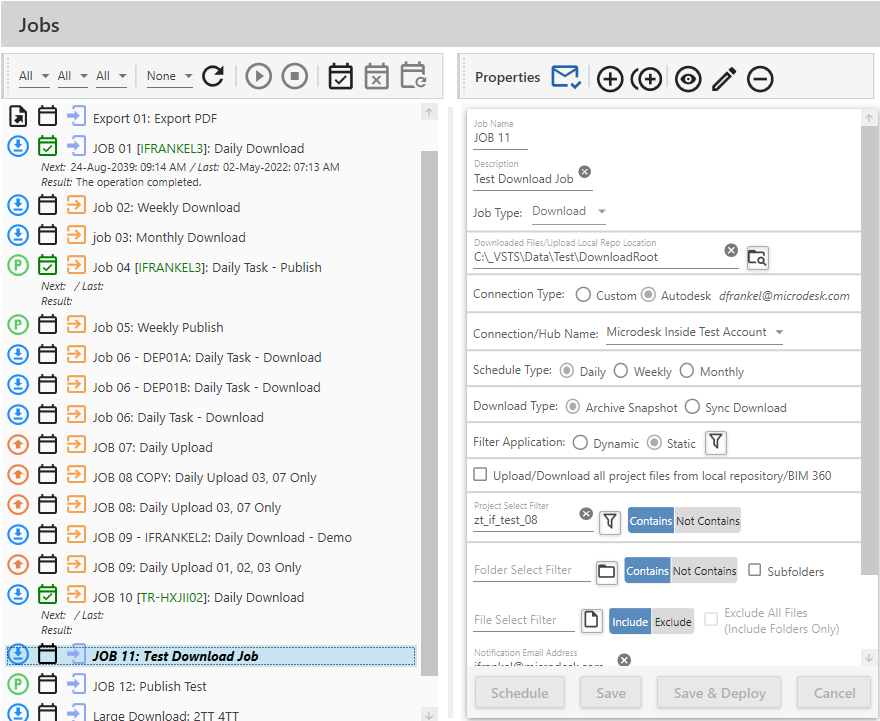 Jobs
All All All None
Export 01: Export PDF
JOB 01 [IFRANKEL3]: Daily Download
Next: 24-Aug-2039: 09:14 AM / Last: 02-May-2022: 07:13 AM
Result: The operation completed.
Job 02: Weekly Download
job 03: Monthly Download
P Job 04 [IFRANKEL3]: Daily Task - Publish
Next: / Last:
Result:
P Job 05: Weekly Publish
Job 06 - DEP01A: Daily Task - Download
Job 06 - DEP01B: Daily Task - Download
Job 06: Daily Task - Download
JOB 07: Daily Upload
JOB 08 COPY: Daily Upload 03, 07 Only
JOB 08: Daily Upload 03, 07 Only
JOB 09 - IFRANKEL2: Daily Download - Demo
JOB 09: Daily Upload 01, 02, 03 Only
JOB 10 [TR-HXJII02]: Daily Download
Next: / Last:
Result:
JOB 11: Test Download Job
P JOB 12: Publish Test
Large Download: 2TT 4TT
Properties
Job Name
JOB 11
Description
Test Download Job
Job Type: Download
Downloaded Files/Upload Local Repo Location
C:\_VSTS\Data\Test\DownloadRoot
Connection Type: Custom Autodesk dfrankel@microdesk.com
Connection/Hub Name: Microdesk Inside Test Account
Schedule Type: Daily Weekly Monthly
Download Type: Archive Snapshot Sync Download
Filter Application: Dynamic Static
Upload/Download all project files from local repository/BIM 360
Project Select Filter
zt_if_test_08
Contains Not Contains
Folder Select Filter Contains Not Contains Subfolders
File Select Filter Include Exclude Exclude All Files
(Include Folders Only)
Notification Email Address
ifrankel@microdesk.com
Schedule Save Save & Deploy Cancel